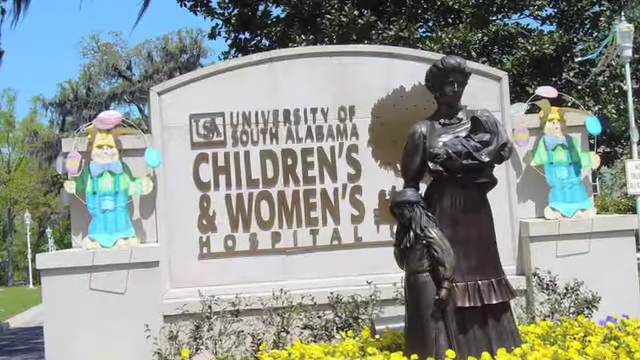 USA
UNIVERSITY OF
SOUTH ALABAMA
CHILDREN'S
& WOMEN'S
HOSPITAL